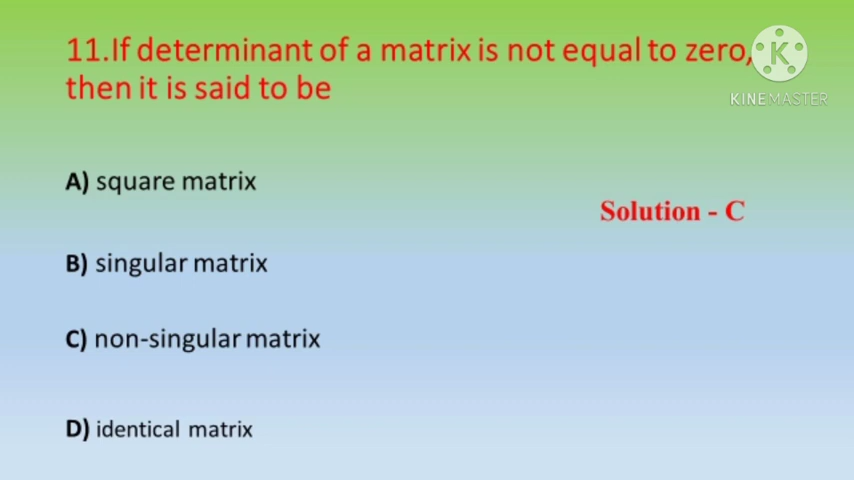 11.If determinant of a matrix is not equal to zero,
then it is said to be
K
KINEMASTER
A) square matrix
Solution - C
B) singular matrix
C) non-singular matrix
D) identical matrix